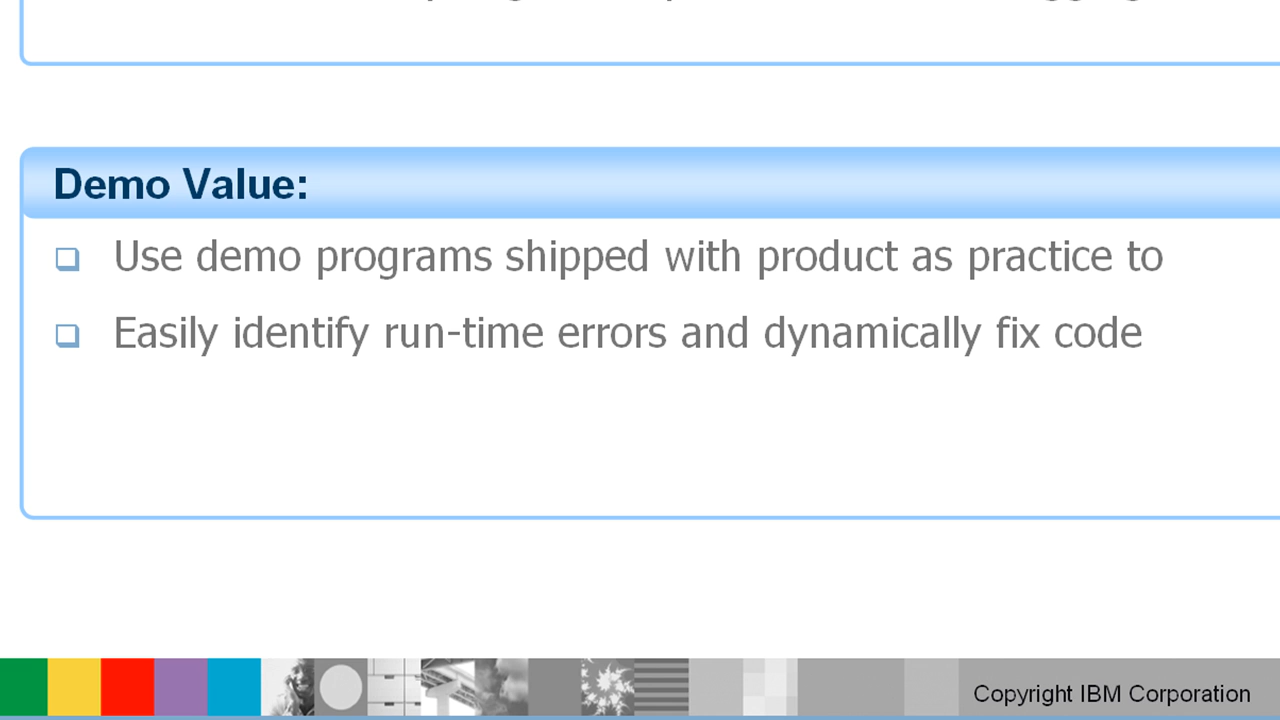 Demo Value:
Use demo programs shipped with product as practice to
Easily identify run-time errors and dynamically fix code
Copyright IBM Corporation